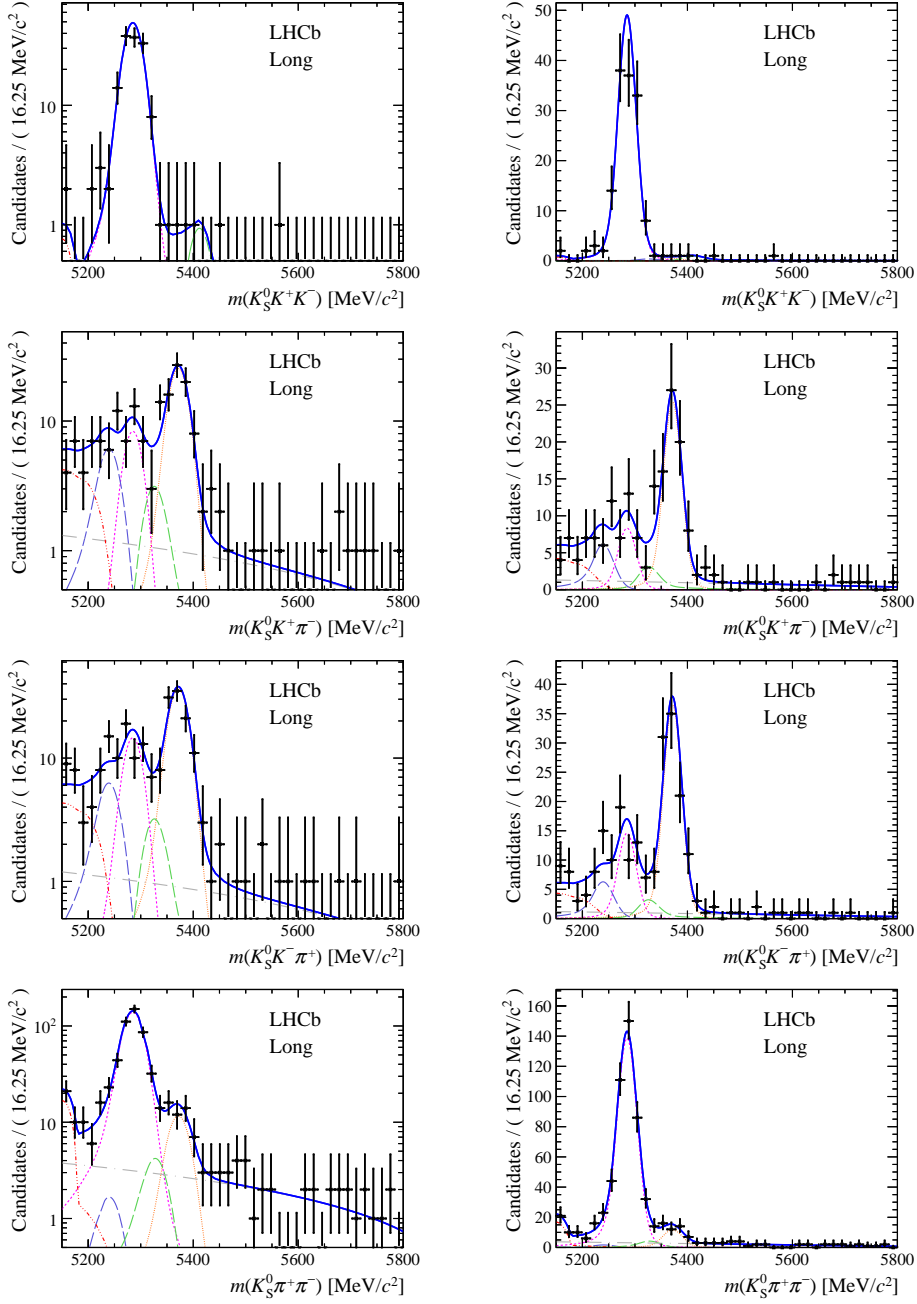 Candidates / ( 16.25 MeV/c² )
10
1
LHCb
Long
5200 5400 5600 5800
m(K⁰_S K⁺K⁻) [MeV/c²]
Candidates / ( 16.25 MeV/c² )
50
40
30
20
10
0
LHCb
Long
5200 5400 5600 5800
m(K⁰_S K⁺K⁻) [MeV/c²]
Candidates / ( 16.25 MeV/c² )
10
1
LHCb
Long
5200 5400 5600 5800
m(K⁰_S K⁺π⁻) [MeV/c²]
Candidates / ( 16.25 MeV/c² )
35
30
25
20
15
10
5
0
LHCb
Long
5200 5400 5600 5800
m(K⁰_S K⁺π⁻) [MeV/c²]
Candidates / ( 16.25 MeV/c² )
10
1
LHCb
Long
5200 5400 5600 5800
m(K⁰_S K⁻π⁺) [MeV/c²]
Candidates / ( 16.25 MeV/c² )
40
35
30
25
20
15
10
5
0
LHCb
Long
5200 5400 5600 5800
m(K⁰_S K⁻π⁺) [MeV/c²]
Candidates / ( 16.25 MeV/c² )
10²
10
1
LHCb
Long
5200 5400 5600 5800
m(K⁰_S π⁺π⁻) [MeV/c²]
Candidates / ( 16.25 MeV/c² )
160
140
120
100
80
60
40
20
0
LHCb
Long
5200 5400 5600 5800
m(K⁰_S π⁺π⁻) [MeV/c²]